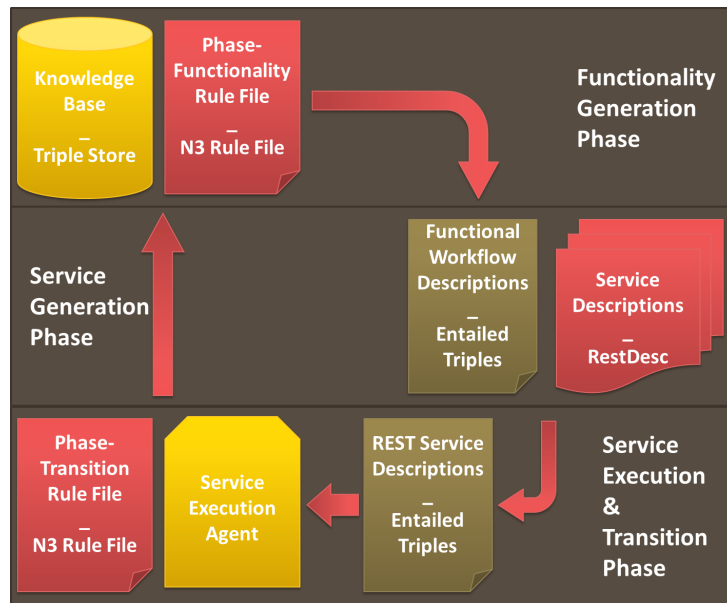 Knowledge
Base
_
Triple Store
Phase-
Functionality
Rule File
_
N3 Rule File
Functionality
Generation
Phase
Service
Generation
Phase
Functional
Workflow
Descriptions
_
Entailed
Triples
Service
Descriptions
_
RestDesc
Phase-
Transition
Rule File
_
N3 Rule File
Service
Execution
Agent
REST Service
Descriptions
_
Entailed
Triples
Service
Execution
&
Transition
Phase